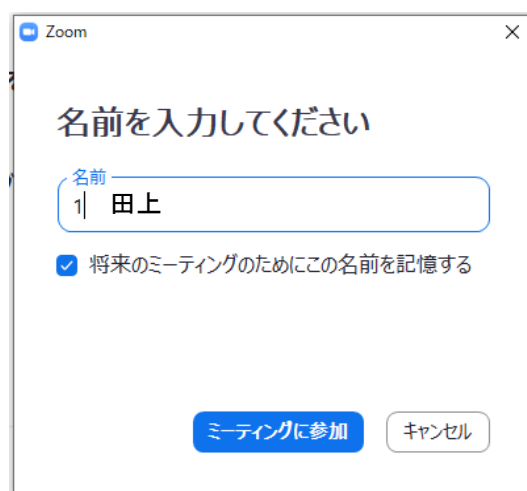 Zoom
名前を入力してください
名前
1 田上
将来のミーティングのためにこの名前を記憶する
ミーティングに参加 キャンセル